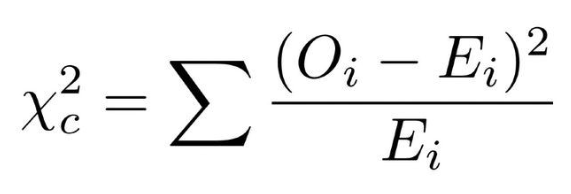 χ²_c = ∑ (O_i − E_i)² / E_i